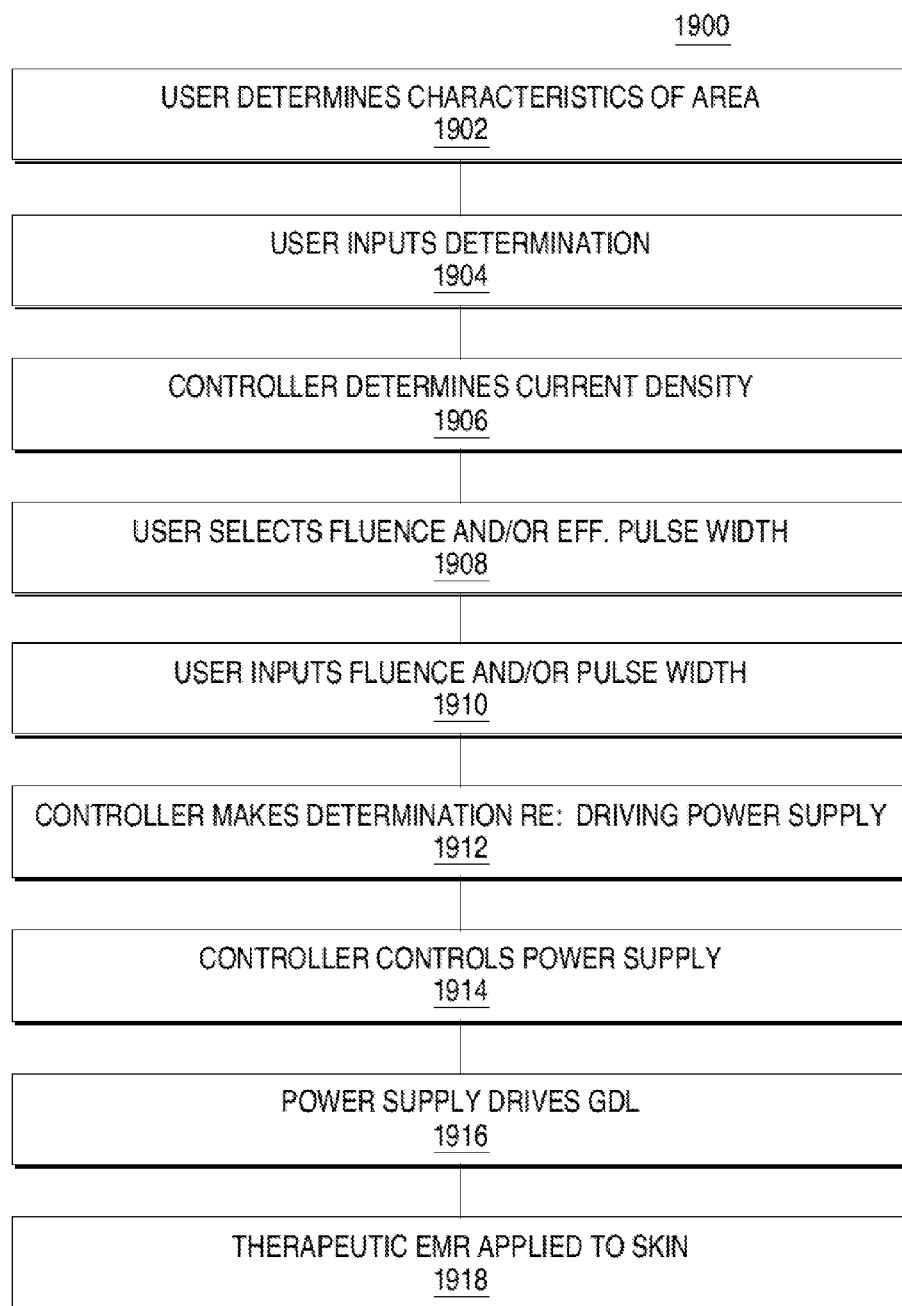 1900
USER DETERMINES CHARACTERISTICS OF AREA
1902
USER INPUTS DETERMINATION
1904
CONTROLLER DETERMINES CURRENT DENSITY
1906
USER SELECTS FLUENCE AND/OR EFF. PULSE WIDTH
1908
USER INPUTS FLUENCE AND/OR PULSE WIDTH
1910
CONTROLLER MAKES DETERMINATION RE: DRIVING POWER SUPPLY
1912
CONTROLLER CONTROLS POWER SUPPLY
1914
POWER SUPPLY DRIVES GDL
1916
THERAPEUTIC EMR APPLIED TO SKIN
1918